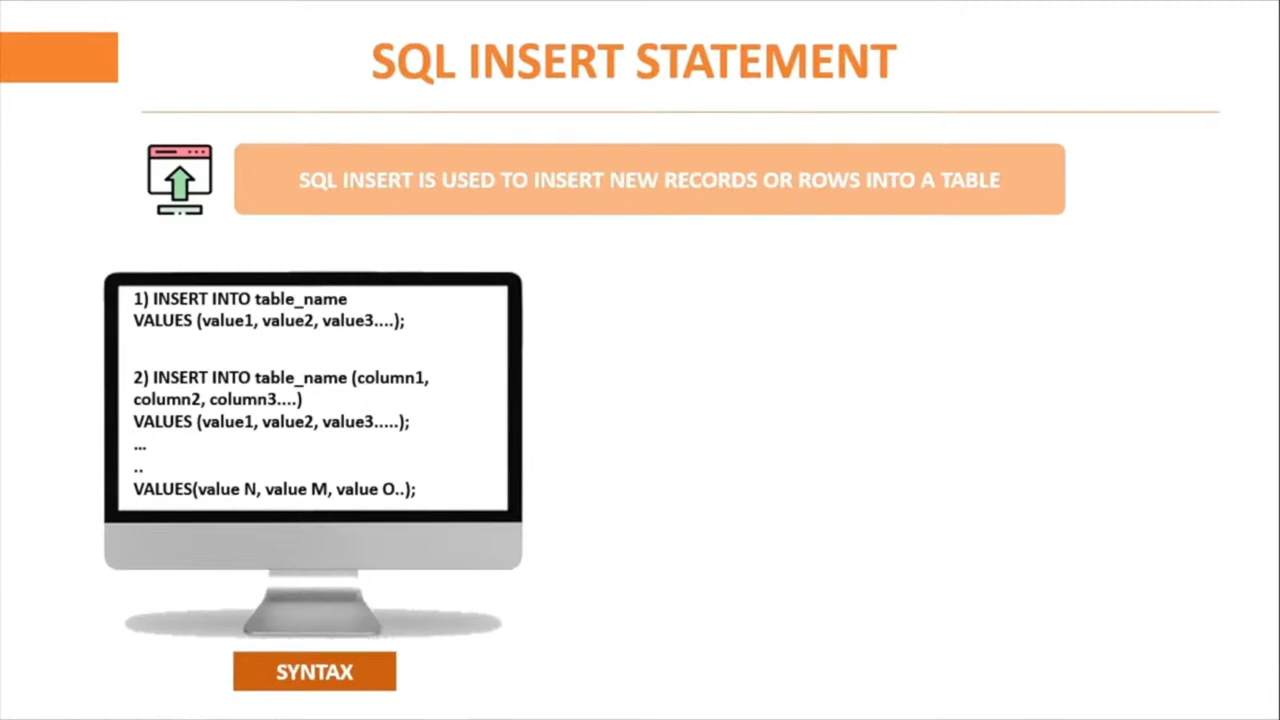 SQL INSERT STATEMENT
SQL INSERT IS USED TO INSERT NEW RECORDS OR ROWS INTO A TABLE
1) INSERT INTO table_name
VALUES (value1, value2, value3....);
2) INSERT INTO table_name (column1,
column2, column3....)
VALUES (value1, value2, value3.....);
...
..
VALUES(value N, value M, value O..);
SYNTAX